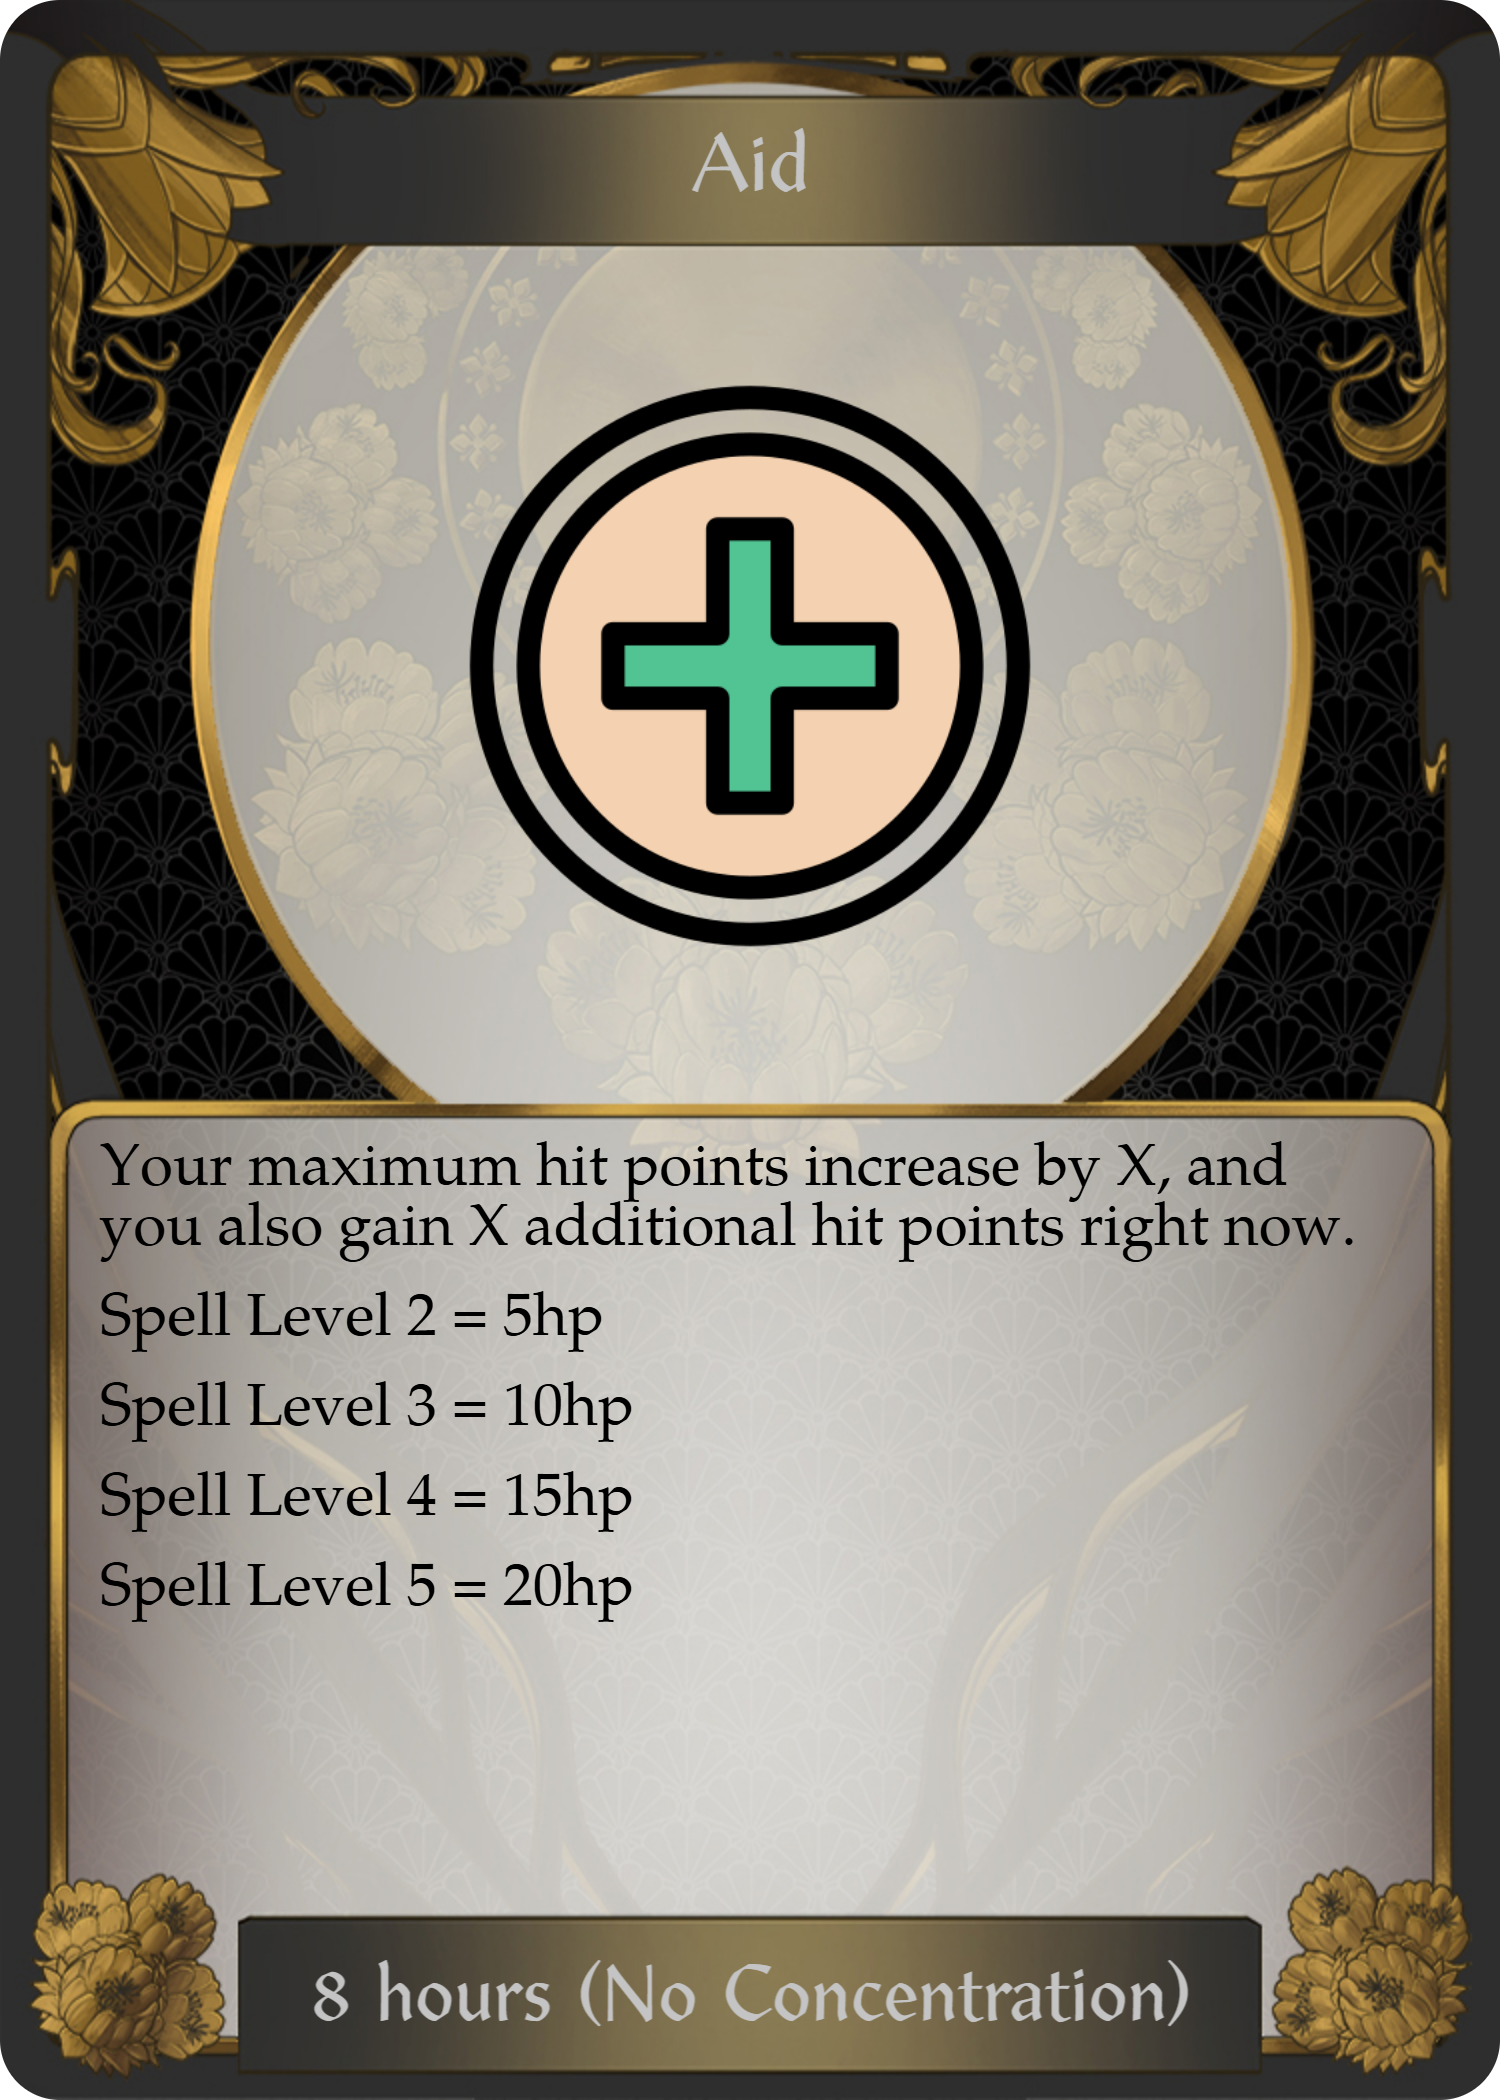 Aid
Your maximum hit points increase by X, and
you also gain X additional hit points right now.
Spell Level 2 = 5hp
Spell Level 3 = 10hp
Spell Level 4 = 15hp
Spell Level 5 = 20hp
8 hours (No Concentration)